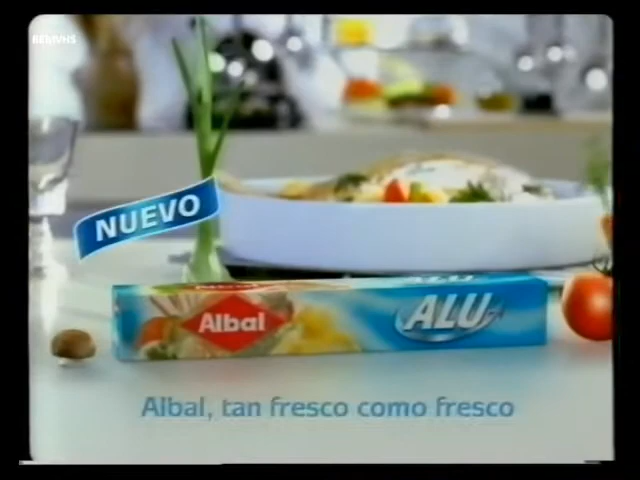 REMVHS
NUEVO
Albal
ALU
Albal, tan fresco como fresco